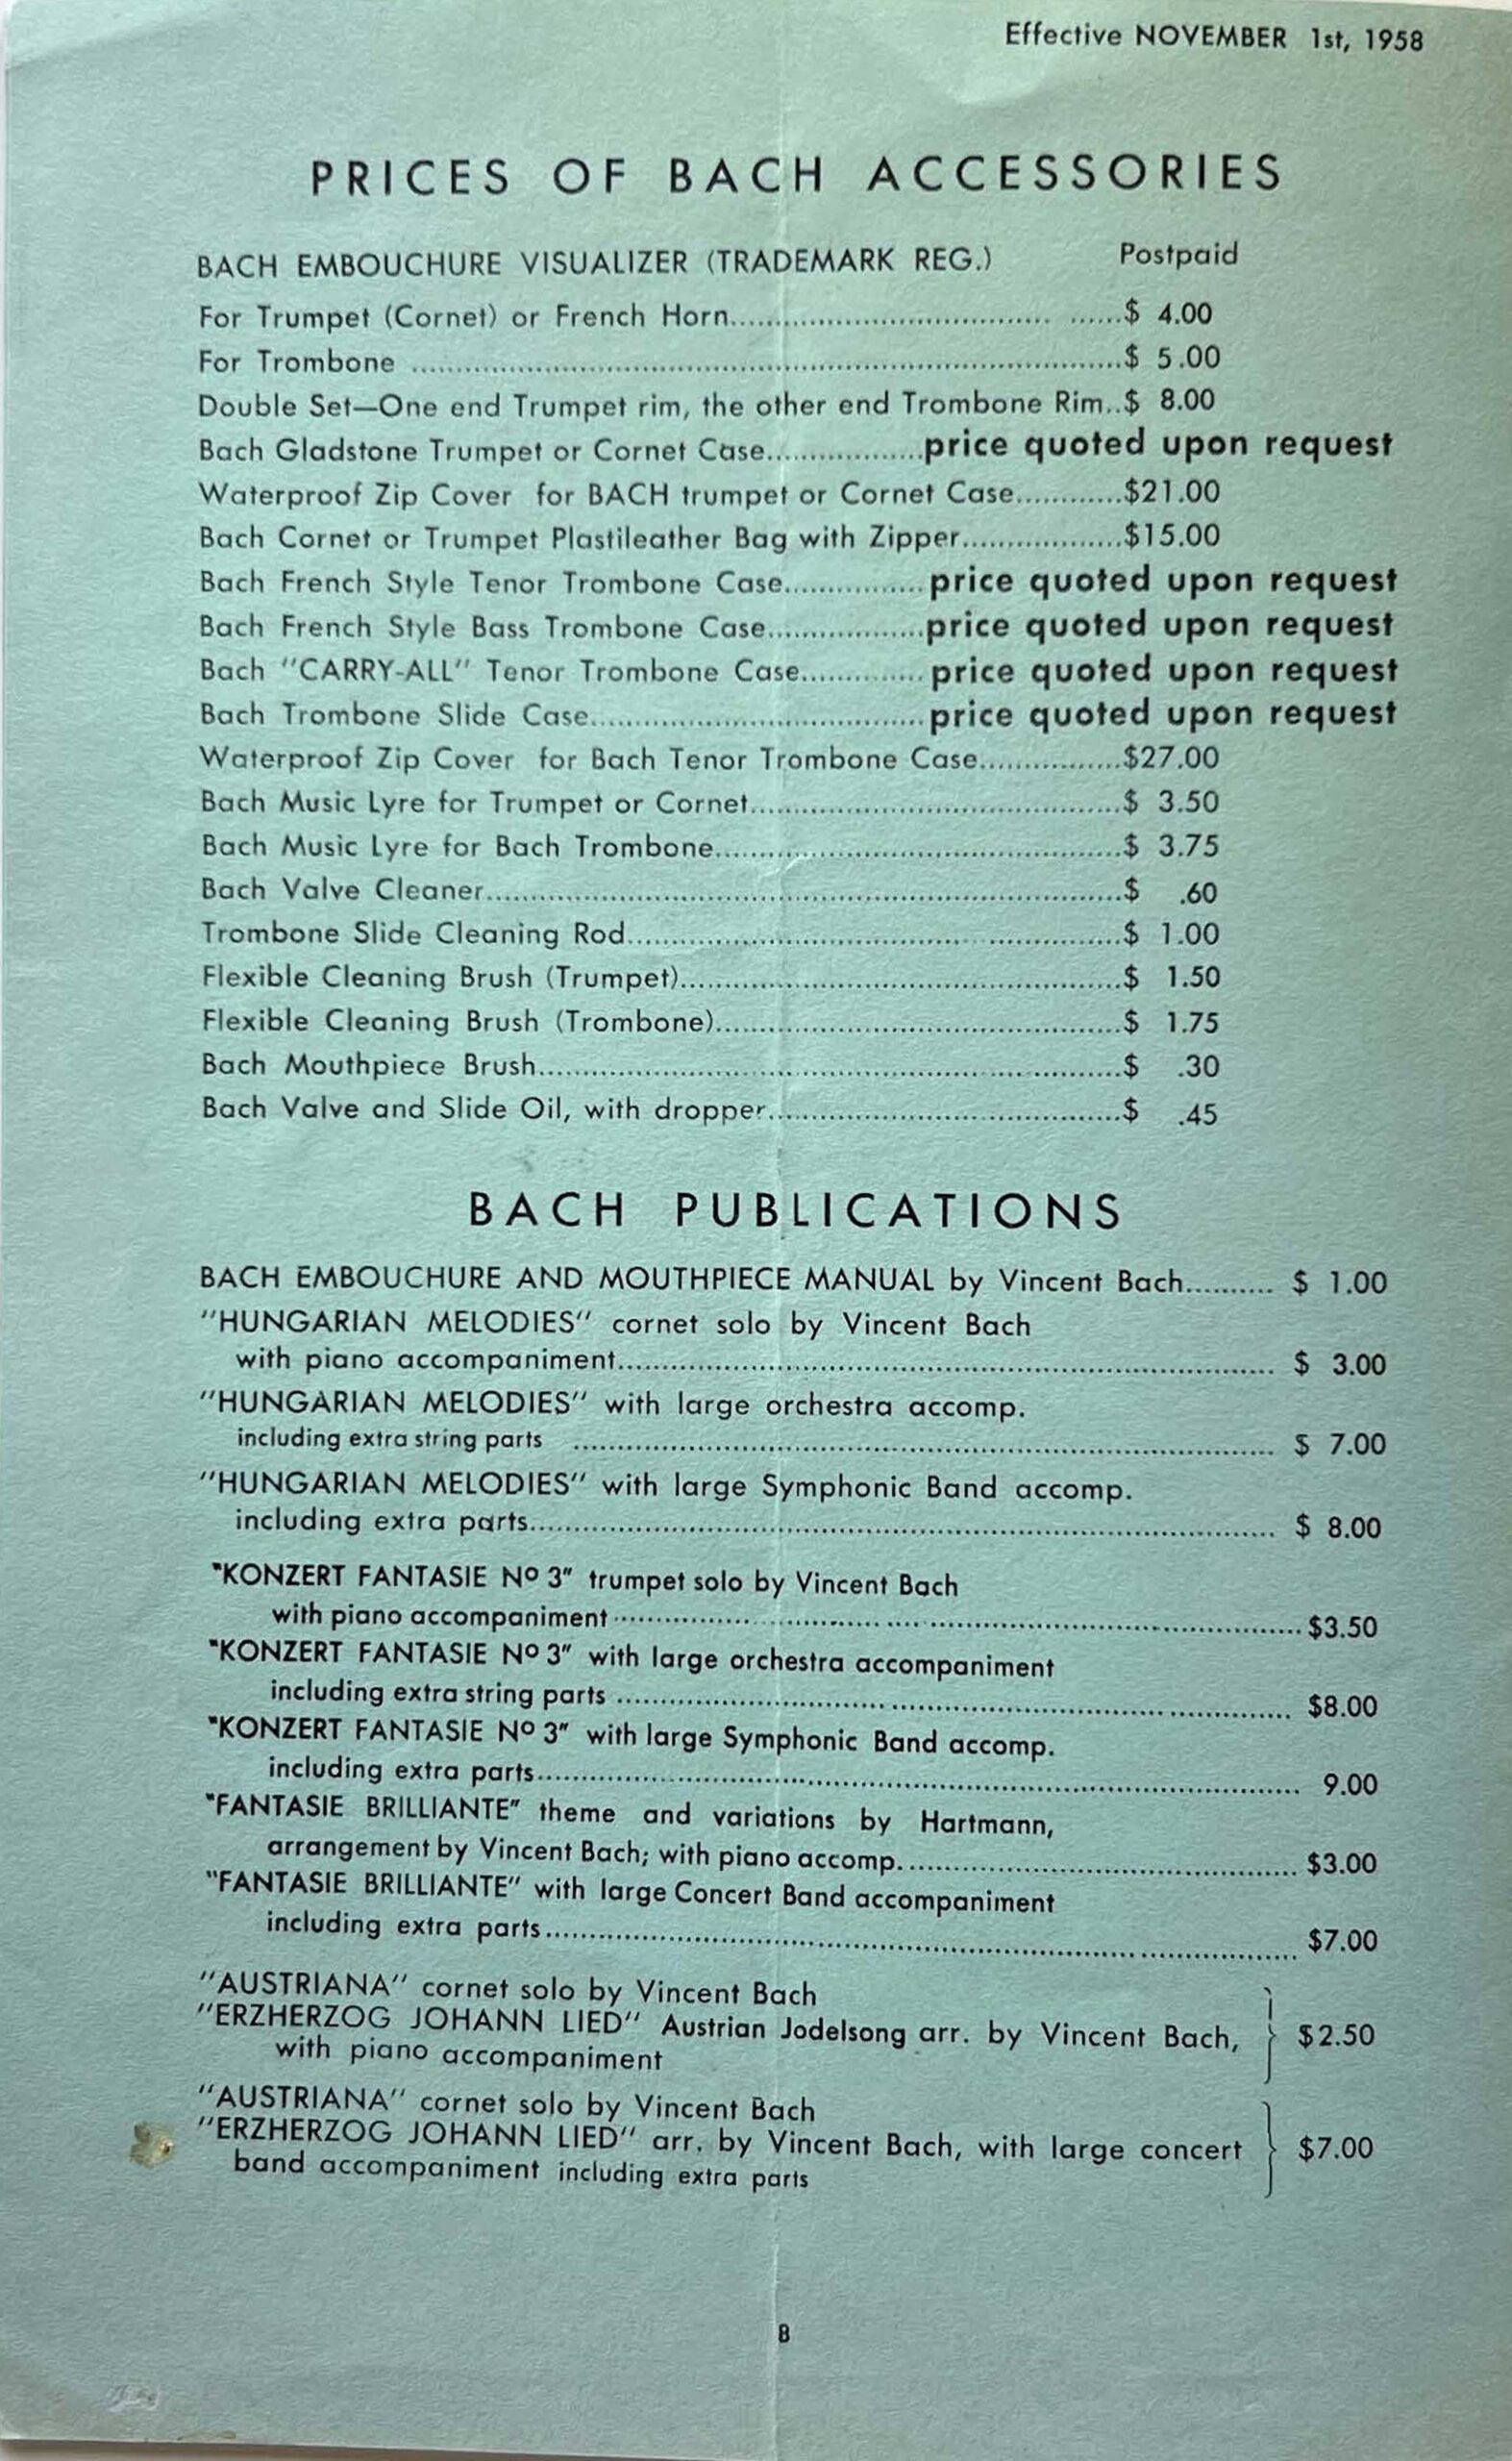 Effective NOVEMBER 1st, 1958
PRICES OF BACH ACCESSORIES
BACH EMBOUCHURE VISUALIZER (TRADEMARK REG.) Postpaid
For Trumpet (Cornet) or French Horn.......................................... $ 4.00
For Trombone .......................................... $ 5.00
Double Set—One end Trumpet rim, the other end Trombone Rim..$ 8.00
Bach Gladstone Trumpet or Cornet Case..................price quoted upon request
Waterproof Zip Cover for BACH trumpet or Cornet Case............$21.00
Bach Cornet or Trumpet Plastileather Bag with Zipper..................$15.00
Bach French Style Tenor Trombone Case................price quoted upon request
Bach French Style Bass Trombone Case..................price quoted upon request
Bach "CARRY-ALL" Tenor Trombone Case..............price quoted upon request
Bach Trombone Slide Case......................................price quoted upon request
Waterproof Zip Cover for Bach Tenor Trombone Case................$27.00
Bach Music Lyre for Trumpet or Cornet..........................................$ 3.50
Bach Music Lyre for Bach Trombone..............................................$ 3.75
Bach Valve Cleaner..........................................$ .60
Trombone Slide Cleaning Rod..........................................$ 1.00
Flexible Cleaning Brush (Trumpet)..........................................$ 1.50
Flexible Cleaning Brush (Trombone)..........................................$ 1.75
Bach Mouthpiece Brush..........................................$ .30
Bach Valve and Slide Oil, with dropper..........................................$ .45
BACH PUBLICATIONS
BACH EMBOUCHURE AND MOUTHPIECE MANUAL by Vincent Bach.......... $ 1.00
"HUNGARIAN MELODIES" cornet solo by Vincent Bach
with piano accompaniment.......................................... $ 3.00
"HUNGARIAN MELODIES" with large orchestra accomp.
including extra string parts .......................................... $ 7.00
"HUNGARIAN MELODIES" with large Symphonic Band accomp.
including extra parts.......................................... $ 8.00
"KONZERT FANTASIE Nº 3" trumpet solo by Vincent Bach
with piano accompaniment..........................................$3.50
"KONZERT FANTASIE Nº 3" with large orchestra accompaniment
including extra string parts .......................................... $8.00
"KONZERT FANTASIE Nº 3" with large Symphonic Band accomp.
including extra parts.......................................... 9.00
"FANTASIE BRILLIANTE" theme and variations by Hartmann,
arrangement by Vincent Bach; with piano accomp...........................................$3.00
"FANTASIE BRILLIANTE" with large Concert Band accompaniment
including extra parts.......................................... $7.00
"AUSTRIANA" cornet solo by Vincent Bach
"ERZHERZOG JOHANN LIED" Austrian Jodelsong arr. by Vincent Bach, } $2.50
with piano accompaniment
"AUSTRIANA" cornet solo by Vincent Bach
"ERZHERZOG JOHANN LIED" arr. by Vincent Bach, with large concert } $7.00
band accompaniment including extra parts
8